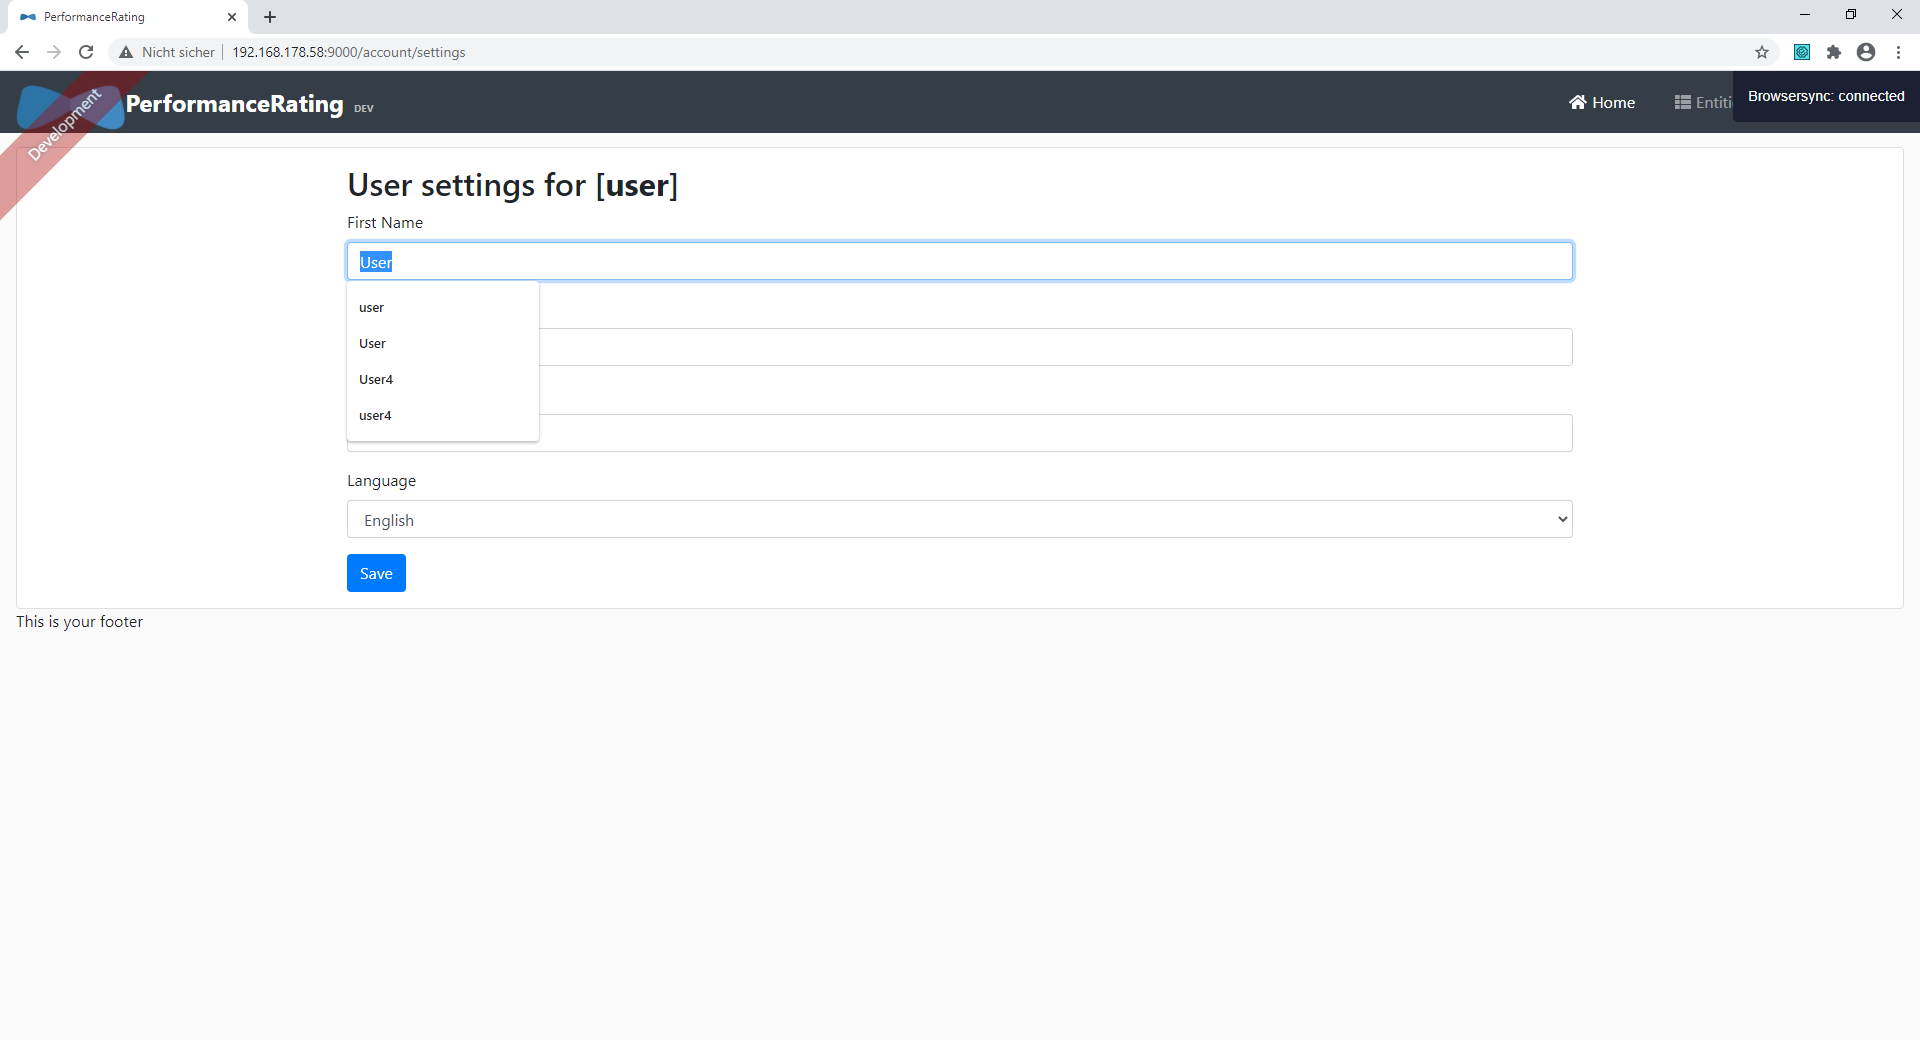 PerformanceRating
Nicht sicher 192.168.178.58:9000/account/settings
Development
PerformanceRating DEV
Home
Entiti
Browsersync: connected
User settings for [user]
First Name
User
user
User
User4
user4
Language
English
Save
This is your footer